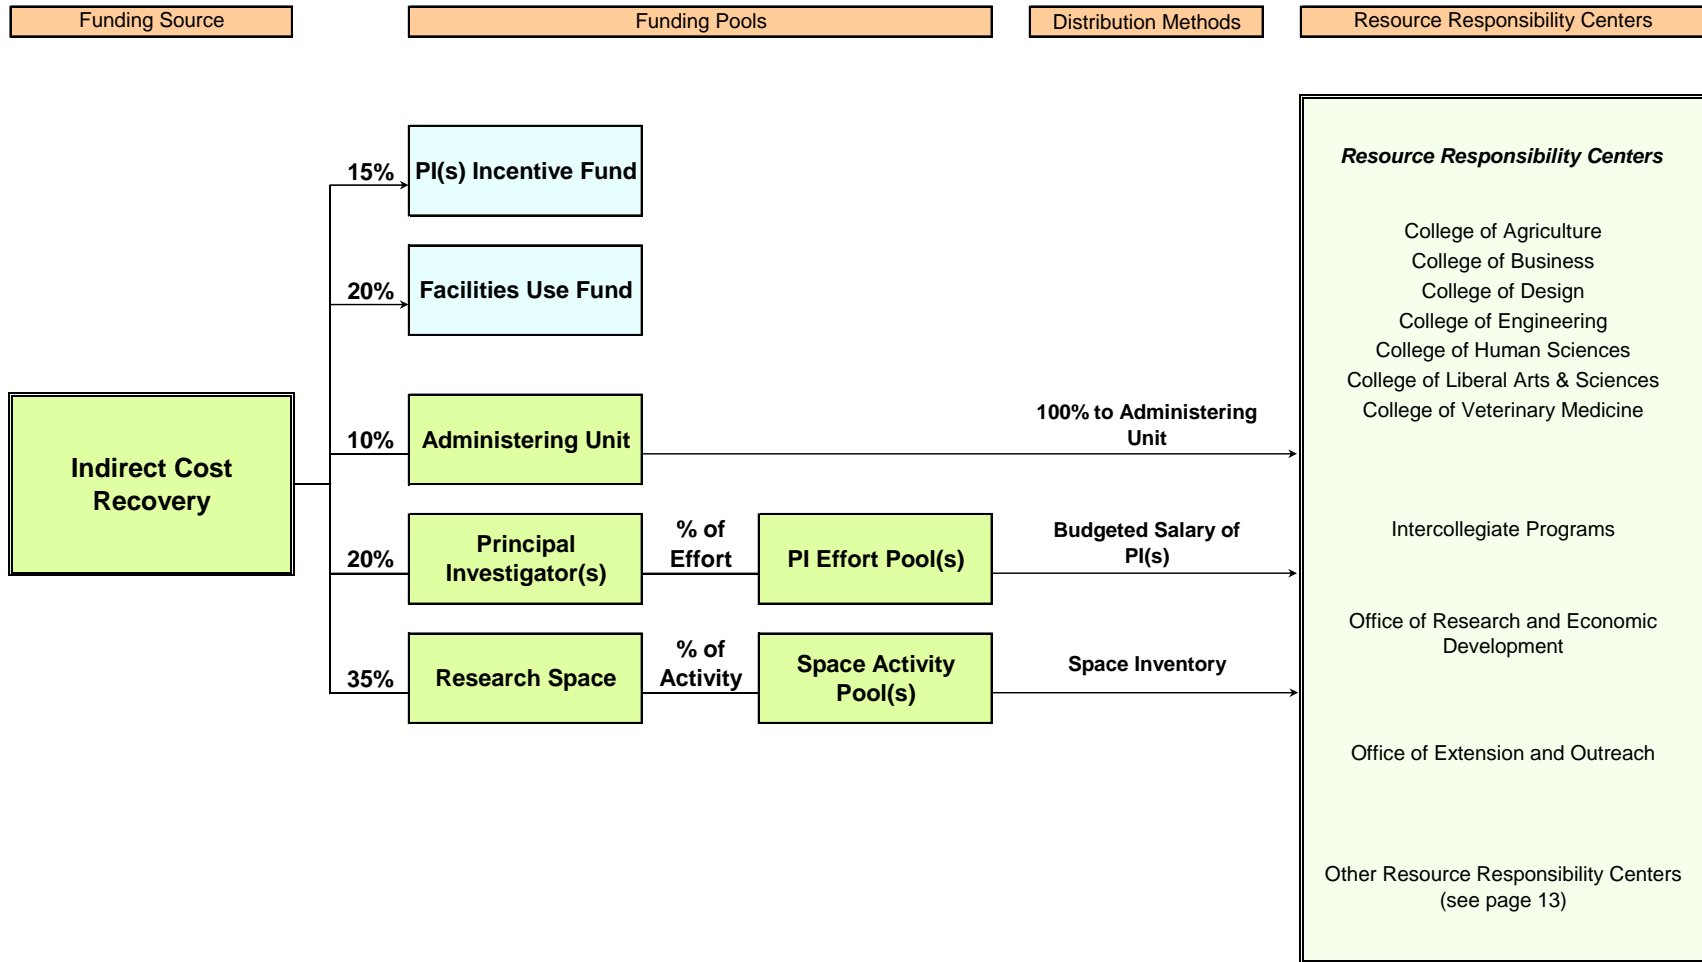 Funding Source
Funding Pools
Distribution Methods
Resource Responsibility Centers
15%
PI(s) Incentive Fund
20%
Facilities Use Fund
Indirect Cost
Recovery
10%
Administering Unit
100% to Administering
Unit
20%
Principal
Investigator(s)
% of
Effort
PI Effort Pool(s)
Budgeted Salary of
PI(s)
35%
Research Space
% of
Activity
Space Activity
Pool(s)
Space Inventory
Resource Responsibility Centers
College of Agriculture
College of Business
College of Design
College of Engineering
College of Human Sciences
College of Liberal Arts & Sciences
College of Veterinary Medicine
Intercollegiate Programs
Office of Research and Economic
Development
Office of Extension and Outreach
Other Resource Responsibility Centers
(see page 13)